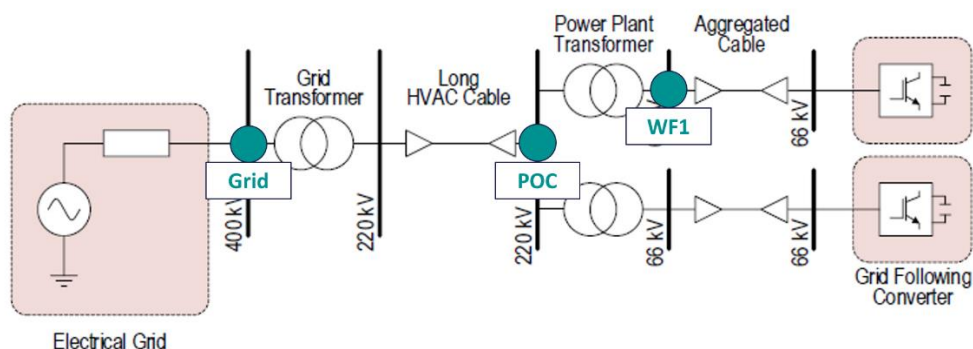 Power Plant
Transformer
Aggregated
Cable
Grid
Transformer
Long
HVAC Cable
WF1
66 kV
Grid
POC
400 kV
220 kV
220 kV
66 kV
66 kV
Grid Following
Converter
Electrical Grid